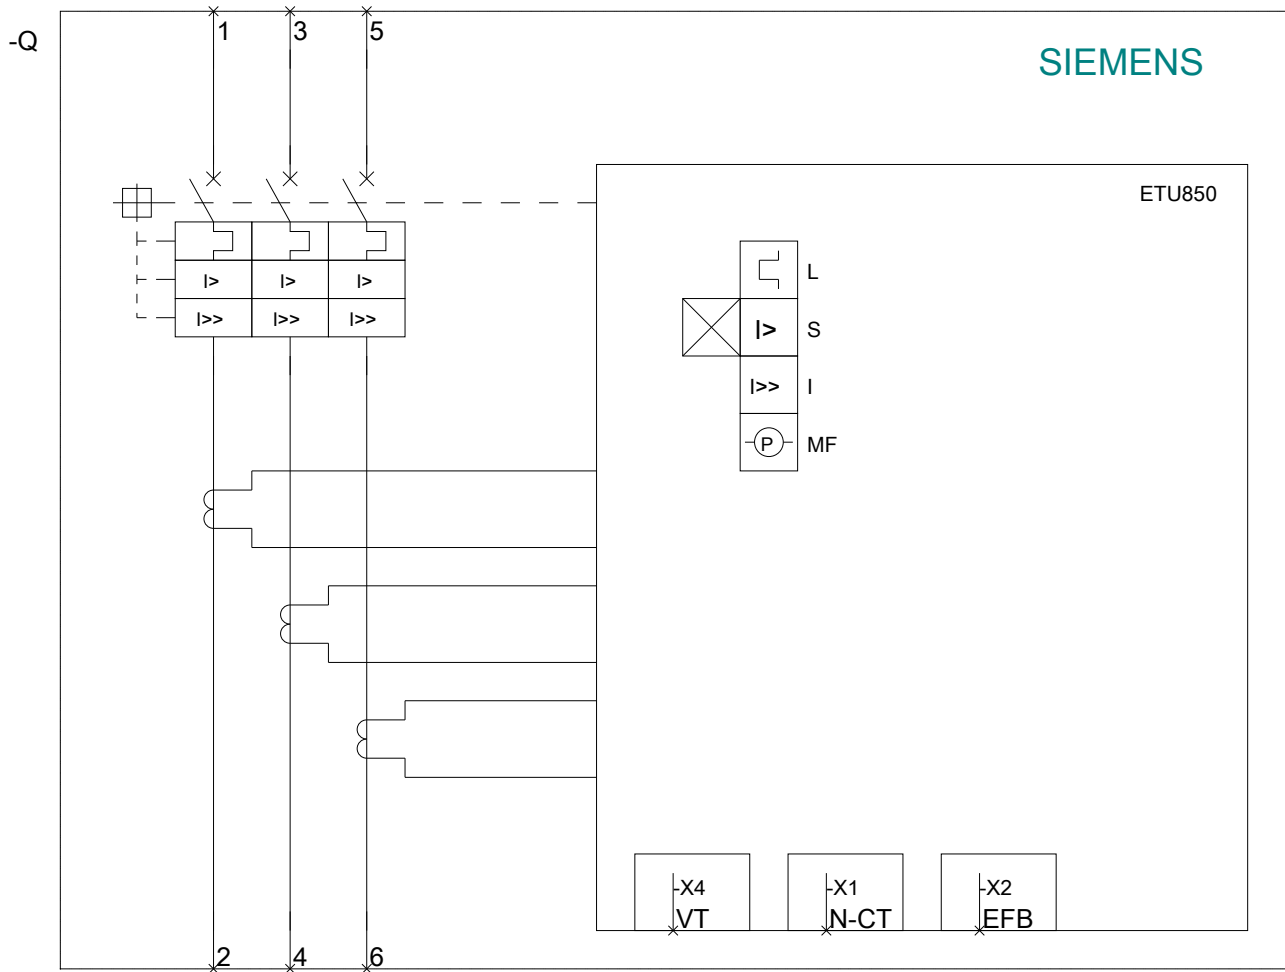 1 3 5
-Q
SIEMENS
ETU850
L
I> I> I>
I>> I>> I>>
I> S
I>> I
P MF
-X4 -X1 -X2
VT N-CT EFB
2 4 6